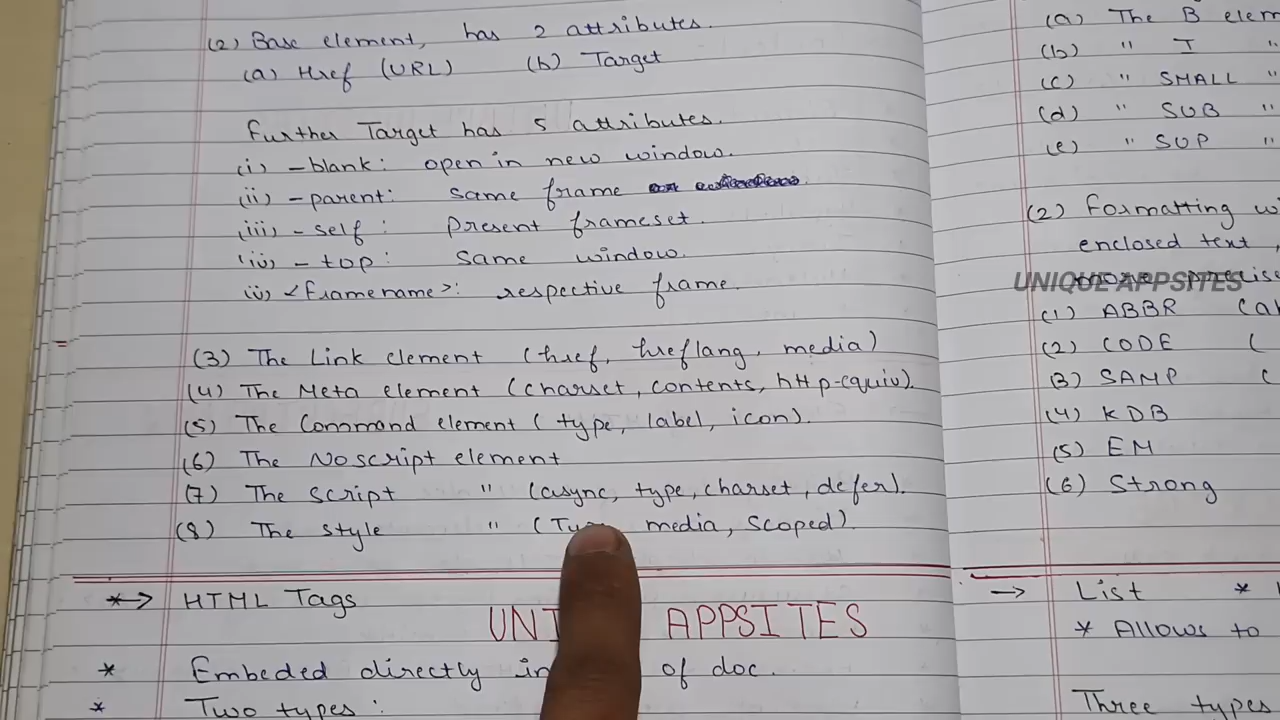 (2) Base element, has 2 attributes.
(a) Href (URL) (b) Target
Further Target has 5 attributes.
(i) -blank: open in new window.
(ii) -parent: same frame
(iii) -self: present frameset.
(iv) -top: same window.
(v) <Framename>: respective frame.
(3) The Link element (href, hreflang, media)
(4) The Meta element (charset, contents, http-equiv).
(5) The Command element (type, label, icon).
(6) The Noscript element
(7) The Script " (async, type, charset, defer).
(8) The style " ( media, scoped).
*→ HTML Tags
APPSITES
* Embeded directly in of doc.
* Two types:
(a) The B elem
(b) " I "
(c) " SMALL "
(d) " SUB "
(e) " SUP "
(2) Formatting
enclosed text,
UNIQUE APPSITES
(1) ABBR
(2) CODE (
(3) SAMP (
(4) KDB
(5) EM
(6) Strong
→ List *
* Allows to
Three types